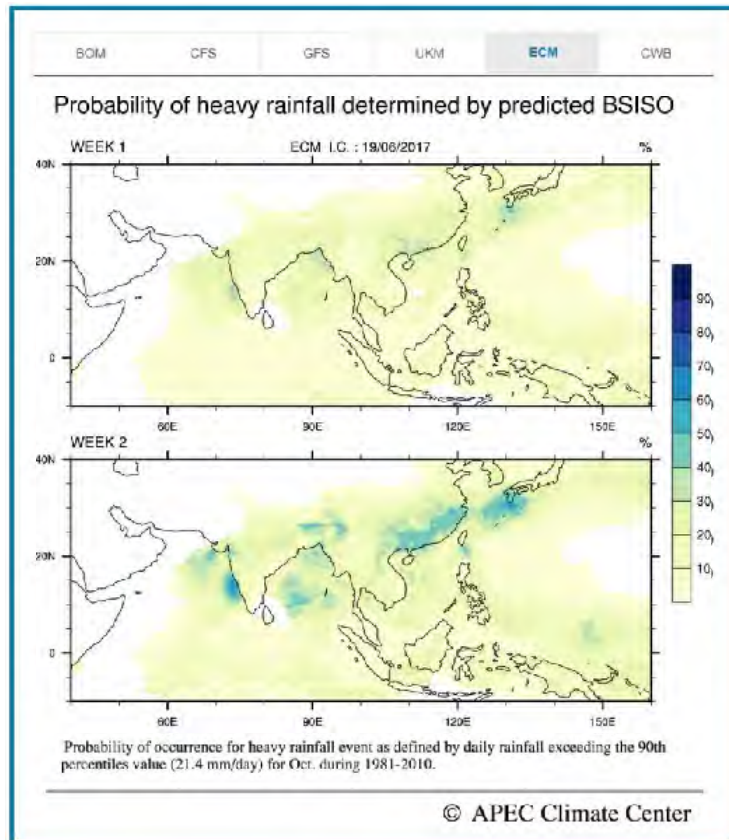 BOM CFS GFS UKM ECM CWB
Probability of heavy rainfall determined by predicted BSISO
WEEK 1 ECM I.C. : 19/06/2017 %
40N
20N
0
60E 90E 120E 150E
WEEK 2 %
40N
20N
0
60E 90E 120E 150E
90
80
70
60
50
40
30
20
10
Probability of occurrence for heavy rainfall event as defined by daily rainfall exceeding the 90th
percentiles value (21.4 mm/day) for Oct. during 1981-2010.
© APEC Climate Center